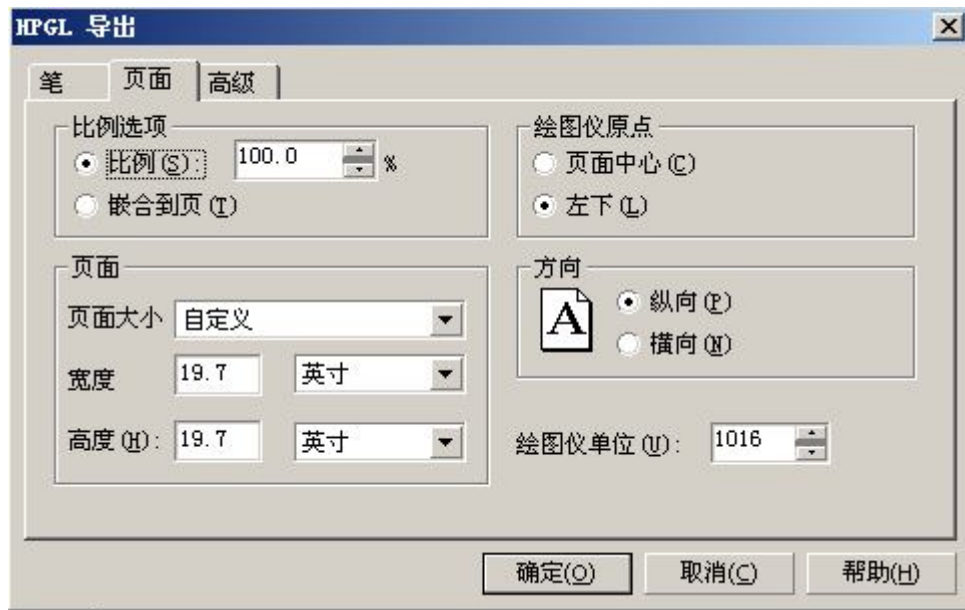 HPGL 导出
笔 页面 高级
比例选项
比例(S): 100.0 %
嵌合到页(T)
绘图仪原点
页面中心(C)
左下(L)
页面
页面大小 自定义
宽度 19.7 英寸
高度(H): 19.7 英寸
方向
A
纵向(P)
横向(N)
绘图仪单位(U): 1016
确定(O) 取消(C) 帮助(H)